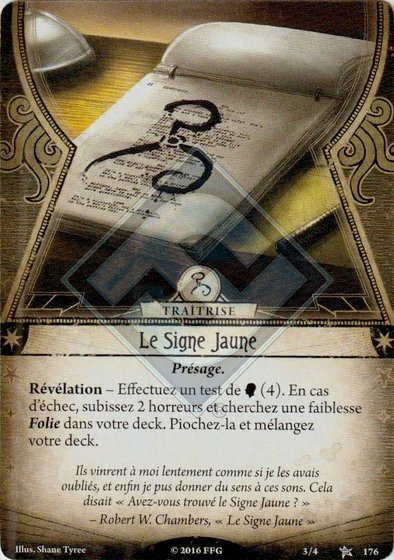 TRAÎTRISE
Le Signe Jaune
Présage.
Révélation – Effectuez un test de (4). En cas
d'échec, subissez 2 horreurs et cherchez une faiblesse
Folie dans votre deck. Piochez-la et mélangez
votre deck.
Ils vinrent à moi lentement comme si je les avais
oubliés, et enfin je pus donner du sens à ces sons. Cela
disait « Avez-vous trouvé le Signe Jaune ? »
– Robert W. Chambers, « Le Signe Jaune »
Illus. Shane Tyree
© 2016 FFG
3/4
176